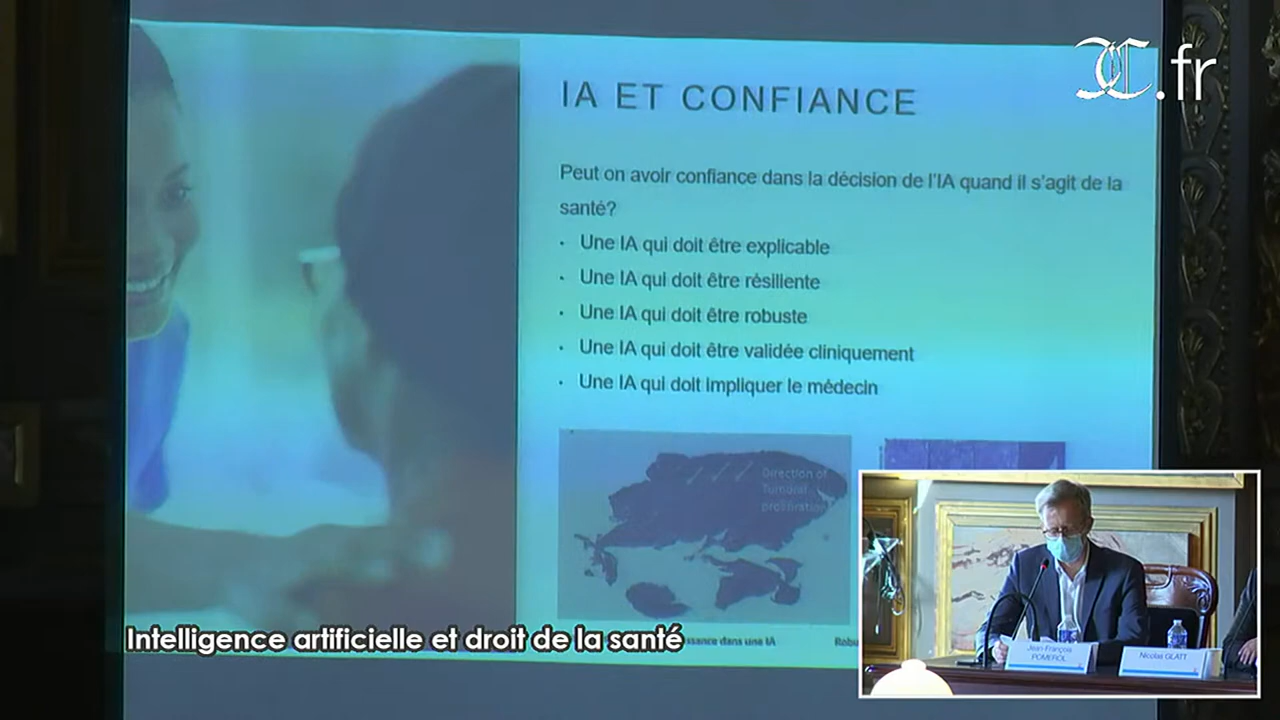 .fr
IA ET CONFIANCE
Peut on avoir confiance dans la décision de l'IA quand il s'agit de la
santé?
· Une IA qui doit être explicable
· Une IA qui doit être résiliente
· Une IA qui doit être robuste
· Une IA qui doit être validée cliniquement
· Une IA qui doit impliquer le médecin
Direction of
Tumoral
proliferation
dans une IA
Intelligence artificielle et droit de la santé
Jean-François
POMEROL
Nicolas GLATT